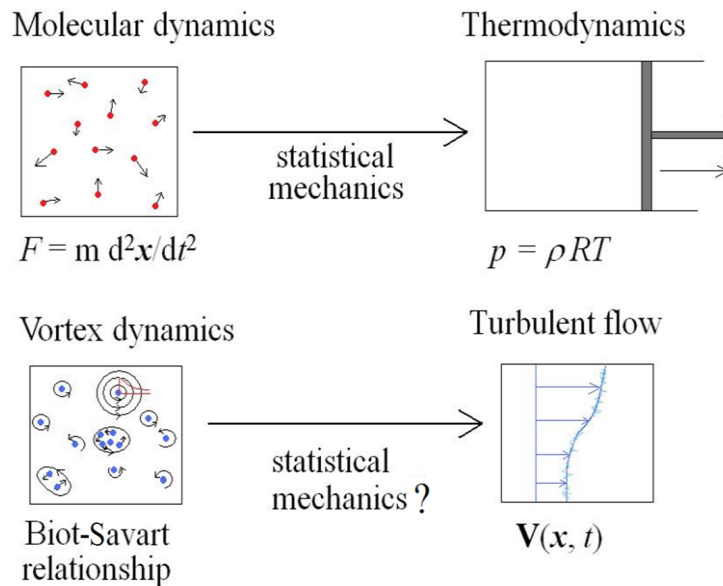 Molecular dynamics
Thermodynamics
statistical
mechanics
F = m d²x/dt²
p = ρRT
Vortex dynamics
Turbulent flow
statistical
mechanics ?
Biot-Savart
relationship
V(x, t)